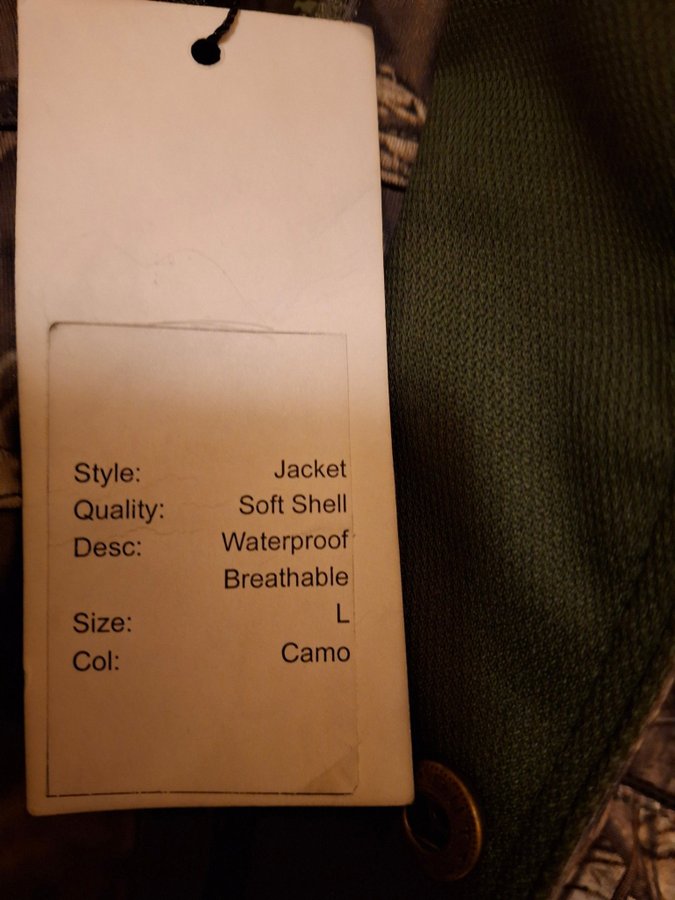 Style: Jacket
Quality: Soft Shell
Desc: Waterproof
Breathable
Size: L
Col: Camo